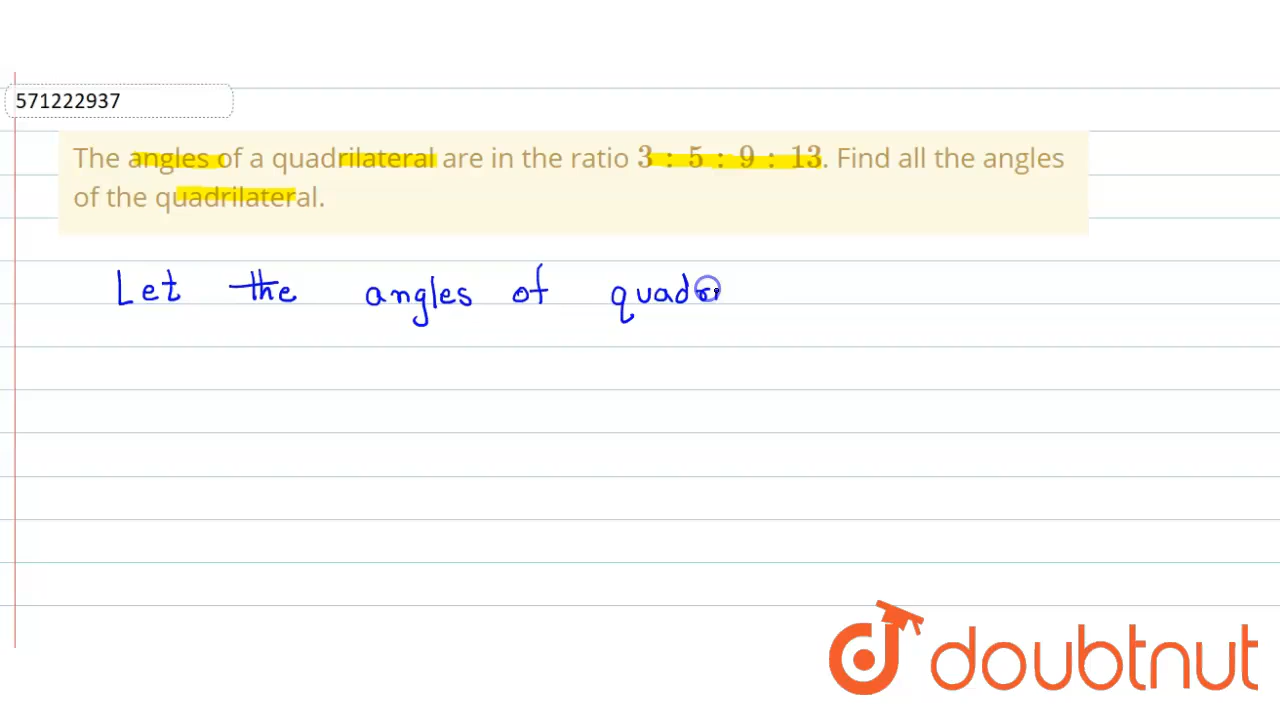 571222937
The angles of a quadrilateral are in the ratio 3 : 5 : 9 : 13. Find all the angles
of the quadrilateral.
Let the angles of quadri
doubtnut